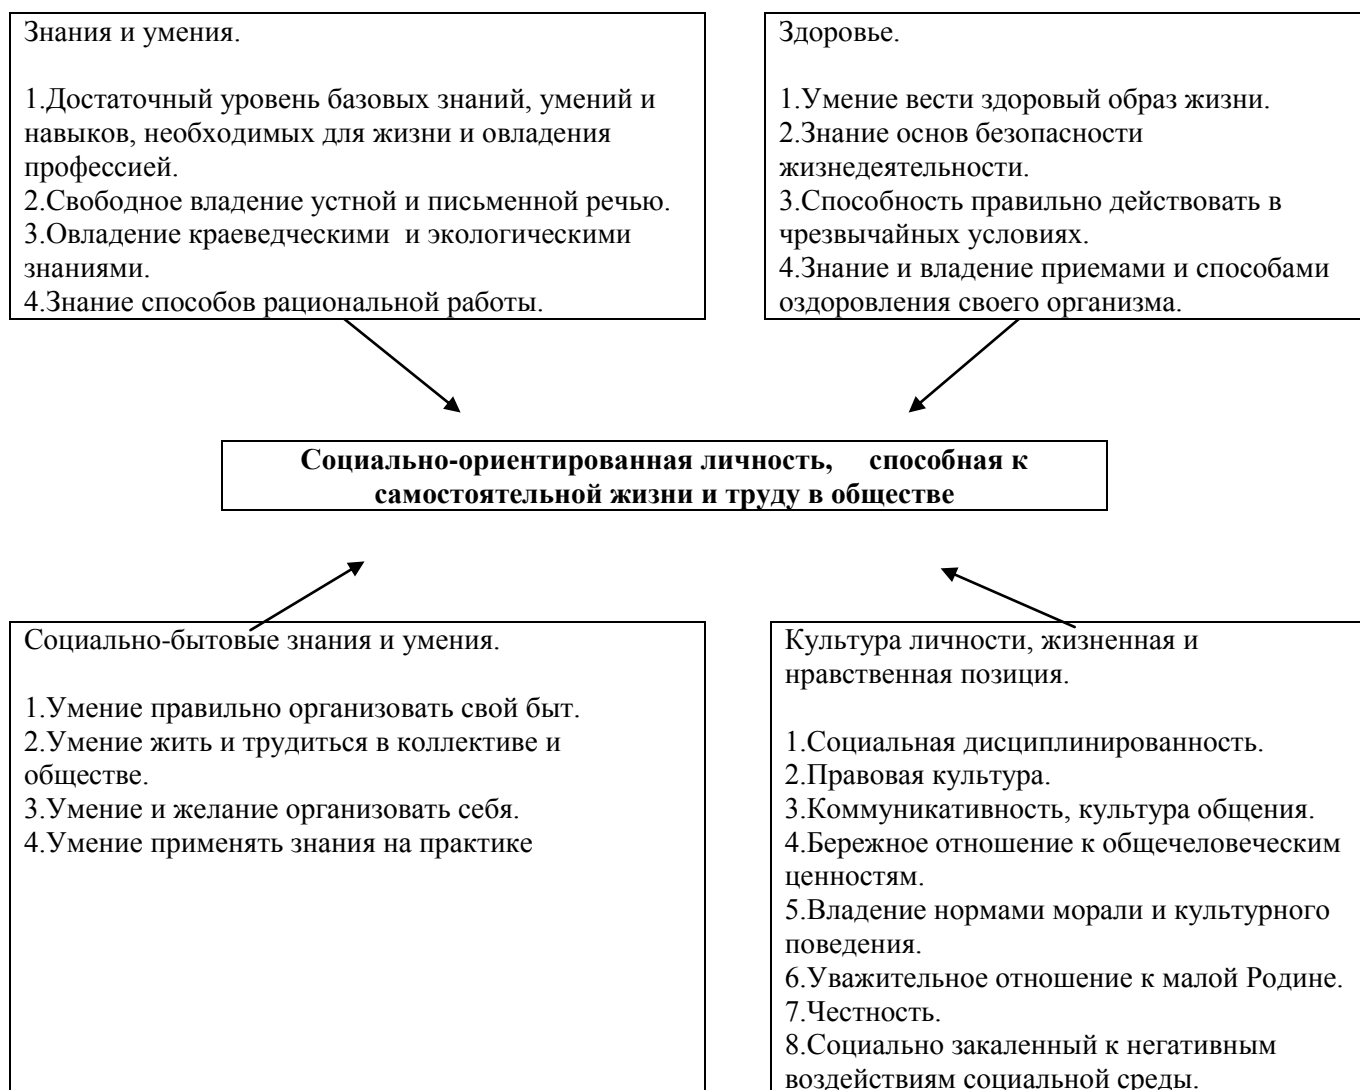 Знания и умения.
1.Достаточный уровень базовых знаний, умений и
навыков, необходимых для жизни и овладения
профессией.
2.Свободное владение устной и письменной речью.
3.Овладение краеведческими и экологическими
знаниями.
4.Знание способов рациональной работы.
Здоровье.
1.Умение вести здоровый образ жизни.
2.Знание основ безопасности
жизнедеятельности.
3.Способность правильно действовать в
чрезвычайных условиях.
4.Знание и владение приемами и способами
оздоровления своего организма.
Социально-ориентированная личность, способная к
самостоятельной жизни и труду в обществе
Социально-бытовые знания и умения.
1.Умение правильно организовать свой быт.
2.Умение жить и трудиться в коллективе и
обществе.
3.Умение и желание организовать себя.
4.Умение применять знания на практике
Культура личности, жизненная и
нравственная позиция.
1.Социальная дисциплинированность.
2.Правовая культура.
3.Коммуникативность, культура общения.
4.Бережное отношение к общечеловеческим
ценностям.
5.Владение нормами морали и культурного
поведения.
6.Уважительное отношение к малой Родине.
7.Честность.
8.Социально закаленный к негативным
воздействиям социальной среды.